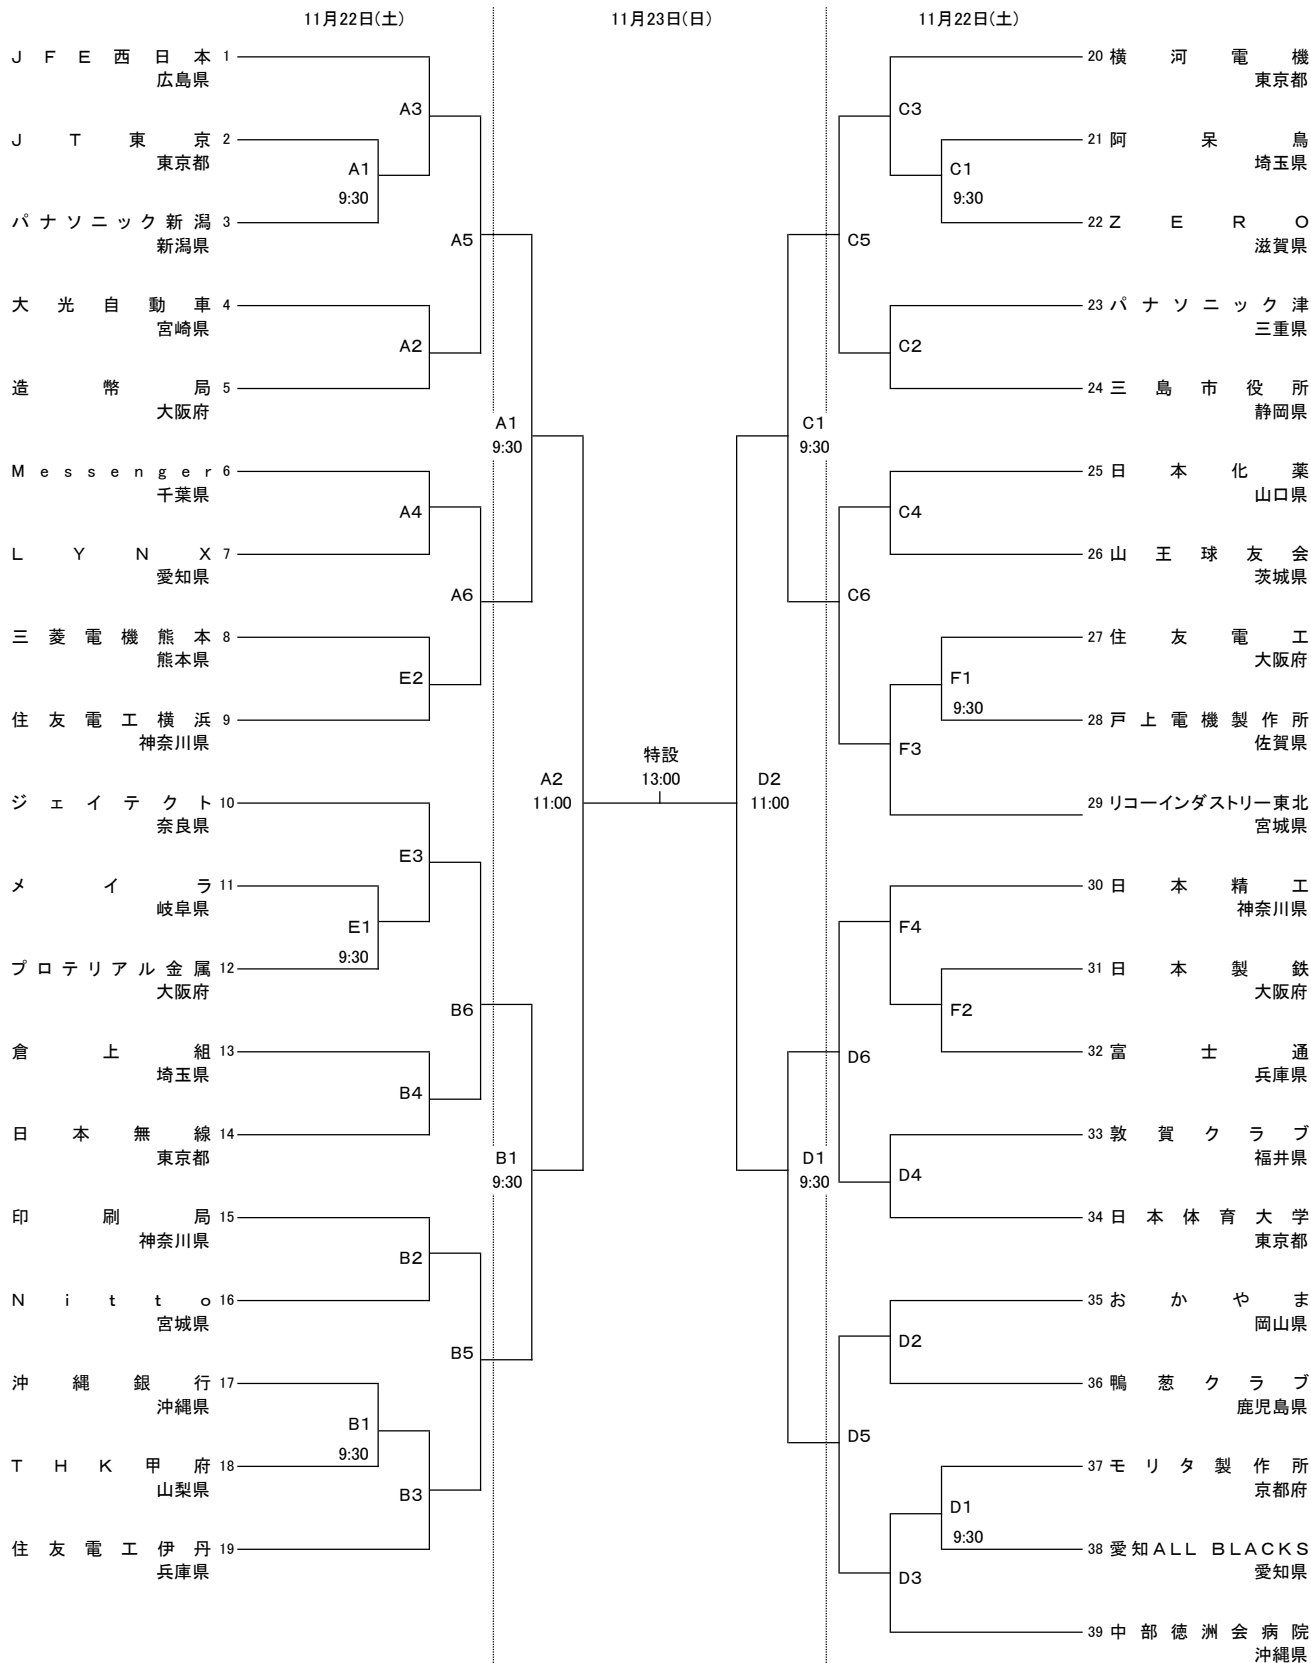 11月22日(土)
11月23日(日)
11月22日(土)
JFE西日本 1
広島県
JT東京 2
東京都
パナソニック新潟 3
新潟県
大光自動車 4
宮崎県
造幣局 5
大阪府
Messenger 6
千葉県
LYNX 7
愛知県
三菱電機熊本 8
熊本県
住友電工横浜 9
神奈川県
ジェイテクト 10
奈良県
メイラ 11
岐阜県
プロテリアル金属 12
大阪府
倉上組 13
埼玉県
日本無線 14
東京都
印刷局 15
神奈川県
Nitto 16
宮城県
沖縄銀行 17
沖縄県
THK甲府 18
山梨県
住友電工伊丹 19
兵庫県
A3
A1
9:30
A5
A2
A4
A6
E2
E3
E1
9:30
B6
B4
B2
B5
B1
9:30
B3
A1
9:30
B1
9:30
A2
11:00
特設
13:00
D2
11:00
C1
9:30
D1
9:30
C3
C1
9:30
C5
C2
C4
C6
F1
9:30
F3
F4
F2
D6
D4
D2
D5
D1
9:30
D3
20 横河電機
東京都
21 阿呆鳥
埼玉県
22 ZERO
滋賀県
23 パナソニック津
三重県
24 三島市役所
静岡県
25 日本化薬
山口県
26 山王球友会
茨城県
27 住友電工
大阪府
28 戸上電機製作所
佐賀県
29 リコーインダストリー東北
宮城県
30 日本精工
神奈川県
31 日本製鉄
大阪府
32 富士通
兵庫県
33 敦賀クラブ
福井県
34 日本体育大学
東京都
35 おかやま
岡山県
36 鴨葱クラブ
鹿児島県
37 モリタ製作所
京都府
38 愛知ALL BLACKS
愛知県
39 中部徳洲会病院
沖縄県